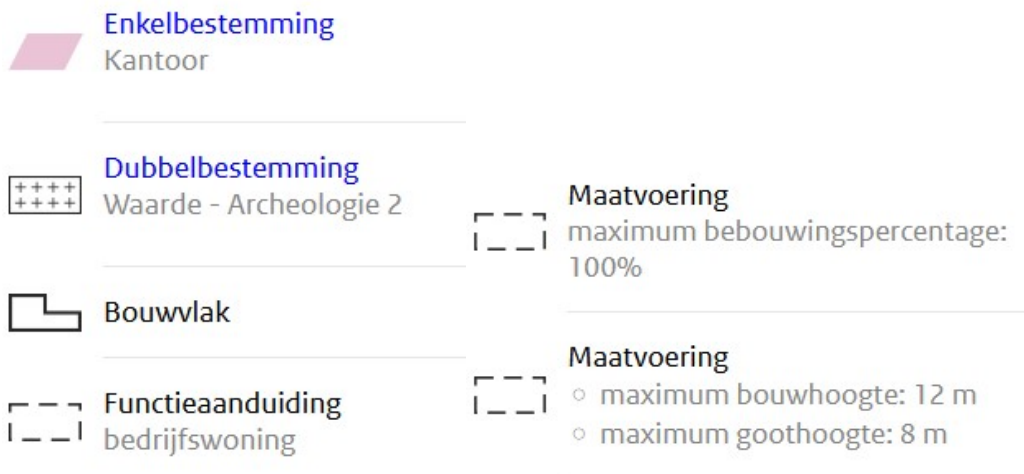 Enkelbestemming
Kantoor
Dubbelbestemming
Waarde - Archeologie 2
Bouwvlak
Functieaanduiding
bedrijfswoning
Maatvoering
maximum bebouwingspercentage:
100%
Maatvoering
maximum bouwhoogte: 12 m
maximum goothoogte: 8 m